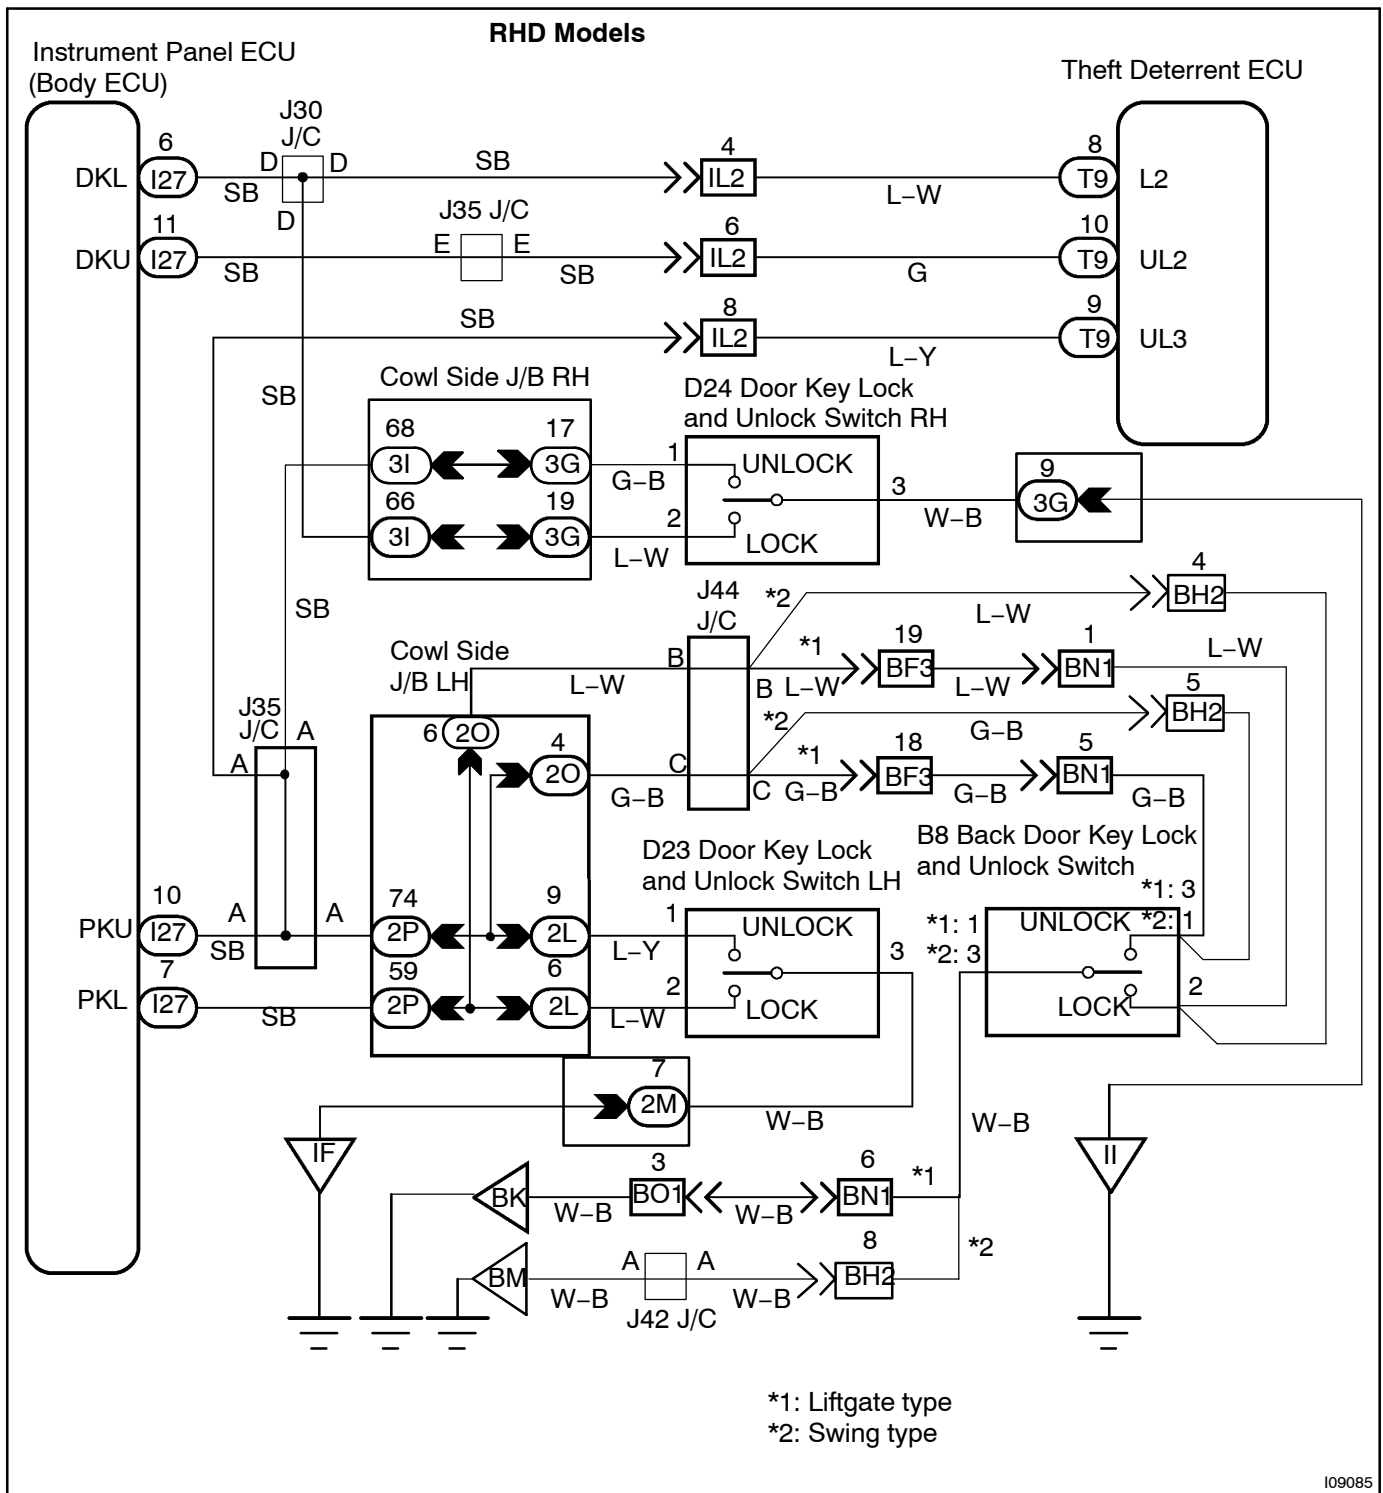 RHD Models
Instrument Panel ECU
(Body ECU)
Theft Deterrent ECU
J30
J/C
6
D
D
SB
4
8
DKL
I27
SB
IL2
L-W
T9
L2
D
11
J35 J/C
6
10
DKU
I27
SB
E
E
SB
IL2
G
T9
UL2
SB
8
9
IL2
L-Y
T9
UL3
SB
Cowl Side J/B RH
D24 Door Key Lock
and Unlock Switch RH
68
17
1
UNLOCK
3I
3G
G-B
9
3
3G
W-B
66
19
2
3I
3G
L-W
LOCK
SB
J44
J/C
*2
4
BH2
L-W
Cowl Side
J/B LH
B
L-W
*1
19
1
L-W
B
L-W
BF3
L-W
BN1
5
J35
J/C
A
6
2O
4
*2
BH2
G-B
A
2O
C
*1
18
5
G-B
C
G-B
BF3
G-B
BN1
G-B
D23 Door Key Lock
and Unlock Switch LH
B8 Back Door Key Lock
and Unlock Switch
*1: 3
10
A
A
74
9
1
UNLOCK
*1: 1
UNLOCK
*2: 1
PKU
I27
SB
2P
2L
L-Y
3
*2: 3
7
59
6
2
2
PKL
I27
SB
2P
2L
L-W
LOCK
LOCK
7
2M
W-B
W-B
IF
II
3
6
*1
BK
W-B
BO1
W-B
BN1
8
*2
BM
W-B
A
A
W-B
BH2
J42 J/C
*1: Liftgate type
*2: Swing type
I09085